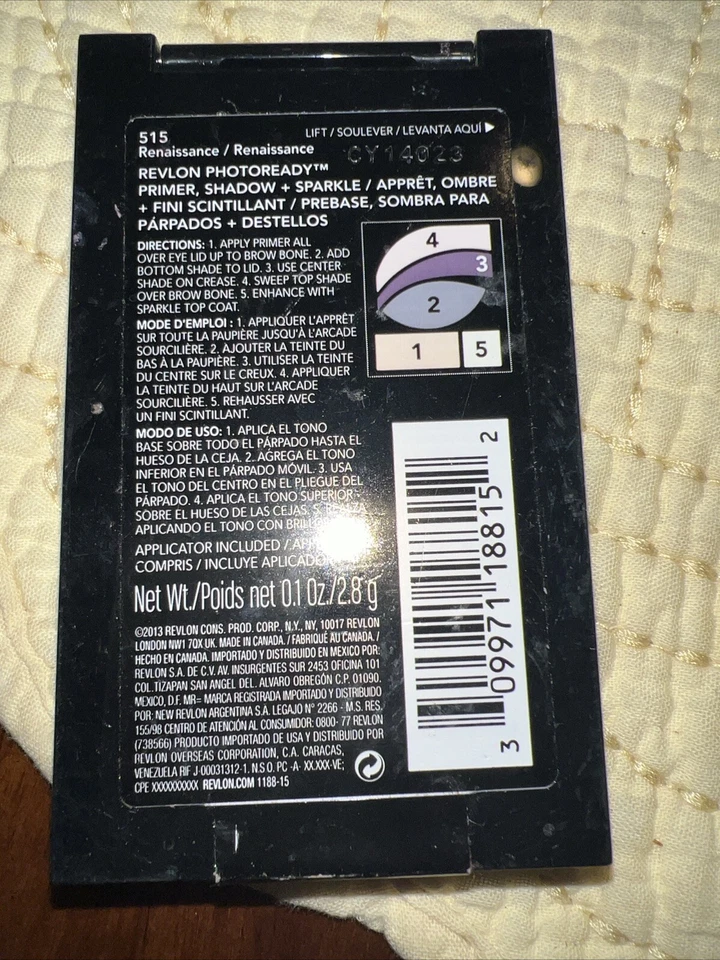 515
LIFT / SOULEVER / LEVANTA AQUÍ
Renaissance / Renaissance
CY14023
REVLON PHOTOREADY™
PRIMER, SHADOW + SPARKLE / APPRÊT, OMBRE
+ FINI SCINTILLANT / PREBASE, SOMBRA PARA
PÁRPADOS + DESTELLOS
DIRECTIONS: 1. APPLY PRIMER ALL
OVER EYE LID UP TO BROW BONE. 2. ADD
BOTTOM SHADE TO LID. 3. USE CENTER
SHADE ON CREASE. 4. SWEEP TOP SHADE
OVER BROW BONE. 5. ENHANCE WITH
SPARKLE TOP COAT.
MODE D'EMPLOI : 1. APPLIQUER L'APPRÊT
SUR TOUTE LA PAUPIÈRE JUSQU'À L'ARCADE
SOURCILIÈRE. 2. AJOUTER LA TEINTE DU
BAS À LA PAUPIÈRE. 3. UTILISER LA TEINTE
DU CENTRE SUR LE CREUX. 4. APPLIQUER
LA TEINTE DU HAUT SUR L'ARCADE
SOURCILIÈRE. 5. REHAUSSER AVEC
UN FINI SCINTILLANT.
MODO DE USO: 1. APLICA EL TONO
BASE SOBRE TODO EL PÁRPADO HASTA EL
HUESO DE LA CEJA. 2. AGREGA EL TONO
INFERIOR EN EL PÁRPADO MÓVIL. 3. USA
EL TONO DEL CENTRO EN EL PLIEGUE DEL
PÁRPADO. 4. APLICA EL TONO SUPERIOR
SOBRE EL HUESO DE LAS CEJAS. 5. REALZA
APLICANDO EL TONO CON
APPLICATOR INCLUDED /
COMPRIS / INCLUYE
Net Wt./Poids net 0.1 Oz./2.8 g
©2013 REVLON CONS. PROD. CORP., N.Y., NY, 10017 REVLON
LONDON NW1 7QX UK. MADE IN CANADA. / FABRIQUÉ AU CANADA. /
HECHO EN CANADA. IMPORTADO Y DISTRIBUIDO EN MEXICO POR:
REVLON S.A. DE C.V. AV. INSURGENTES SUR 2453 OFICINA 101
COL.TIZAPAN SAN ANGEL DEL. ALVARO OBREGÓN C.P. 01090.
MÉXICO, D.F. MR= MARCA REGISTRADA IMPORTADO Y DISTRIBUIDO
POR: NEW REVLON ARGENTINA S.A. LEGAJO N° 2266 - M.S. RES.
155/98 CENTRO DE ATENCIÓN AL CONSUMIDOR: 0800- 77 REVLON
(738566) PRODUCTO IMPORTADO DE USA Y DISTRIBUIDO POR
REVLON OVERSEAS CORPORATION, C.A. CARACAS,
VENEZUELA RIF J-00031312-1. N.S O. PC -A- XX.XXX-VE;
CPE XXXXXXXXXX REVLON.COM 1188-15
4
3
2
1
5
3 09971 18815 2